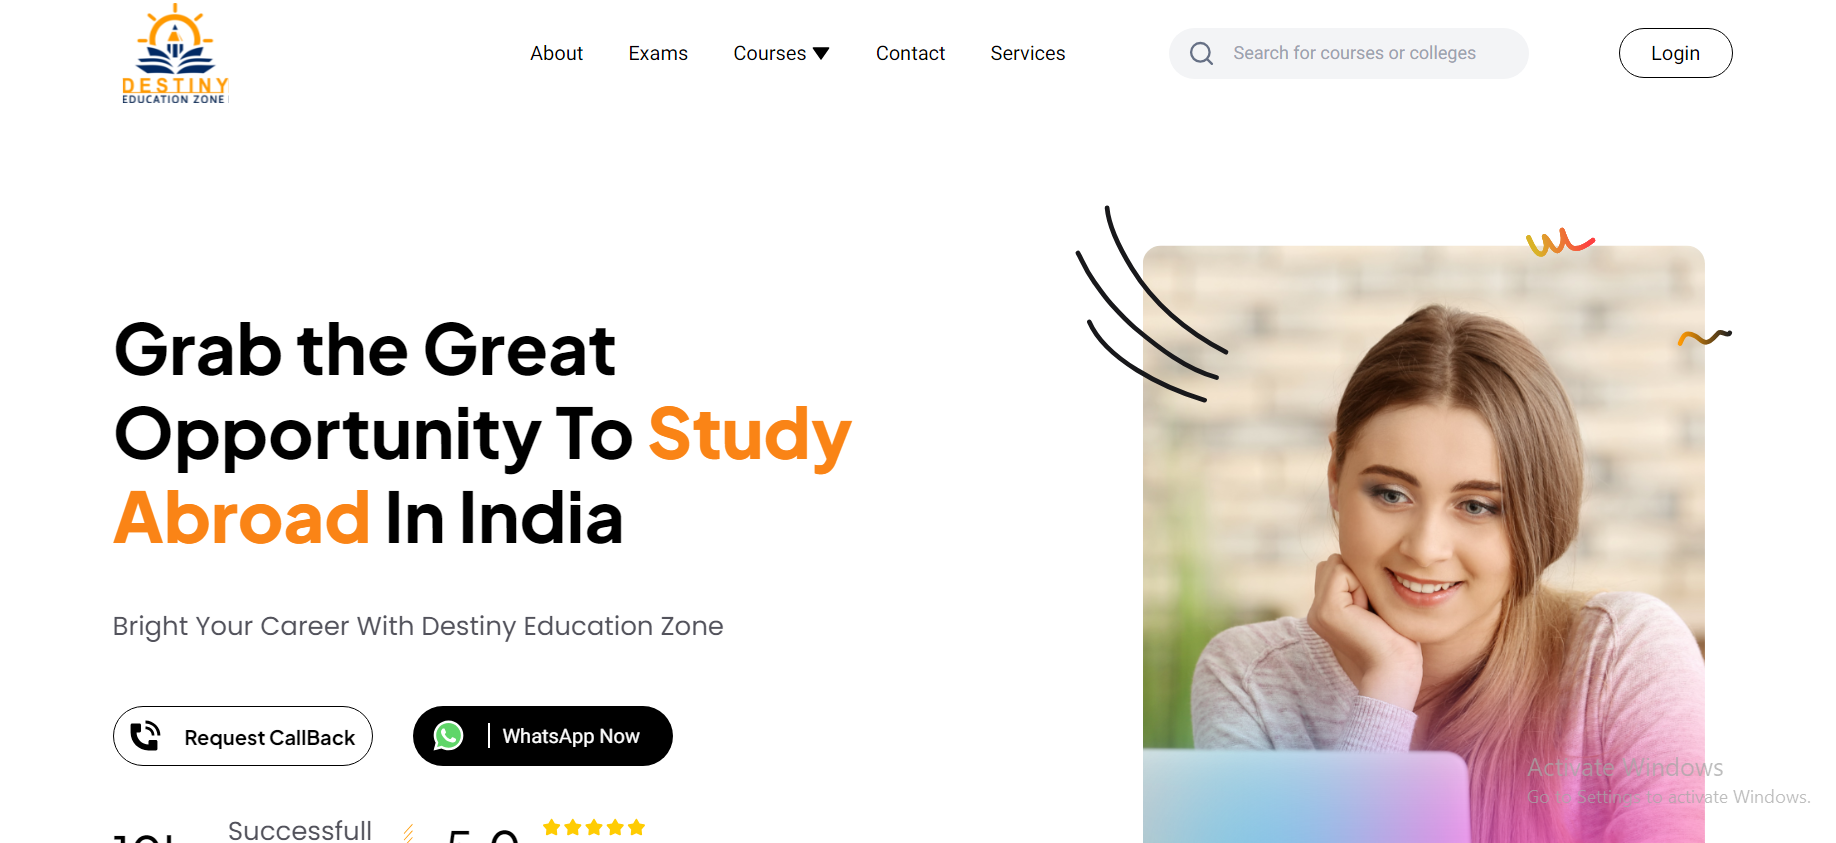 DESTINY
EDUCATION ZONE
About
Exams
Courses
Contact
Services
Search for courses or colleges
Login
Grab the Great
Opportunity To Study
Abroad In India
Bright Your Career With Destiny Education Zone
Request CallBack
WhatsApp Now
Successfull
Activate Windows
Go to Settings to activate Windows.